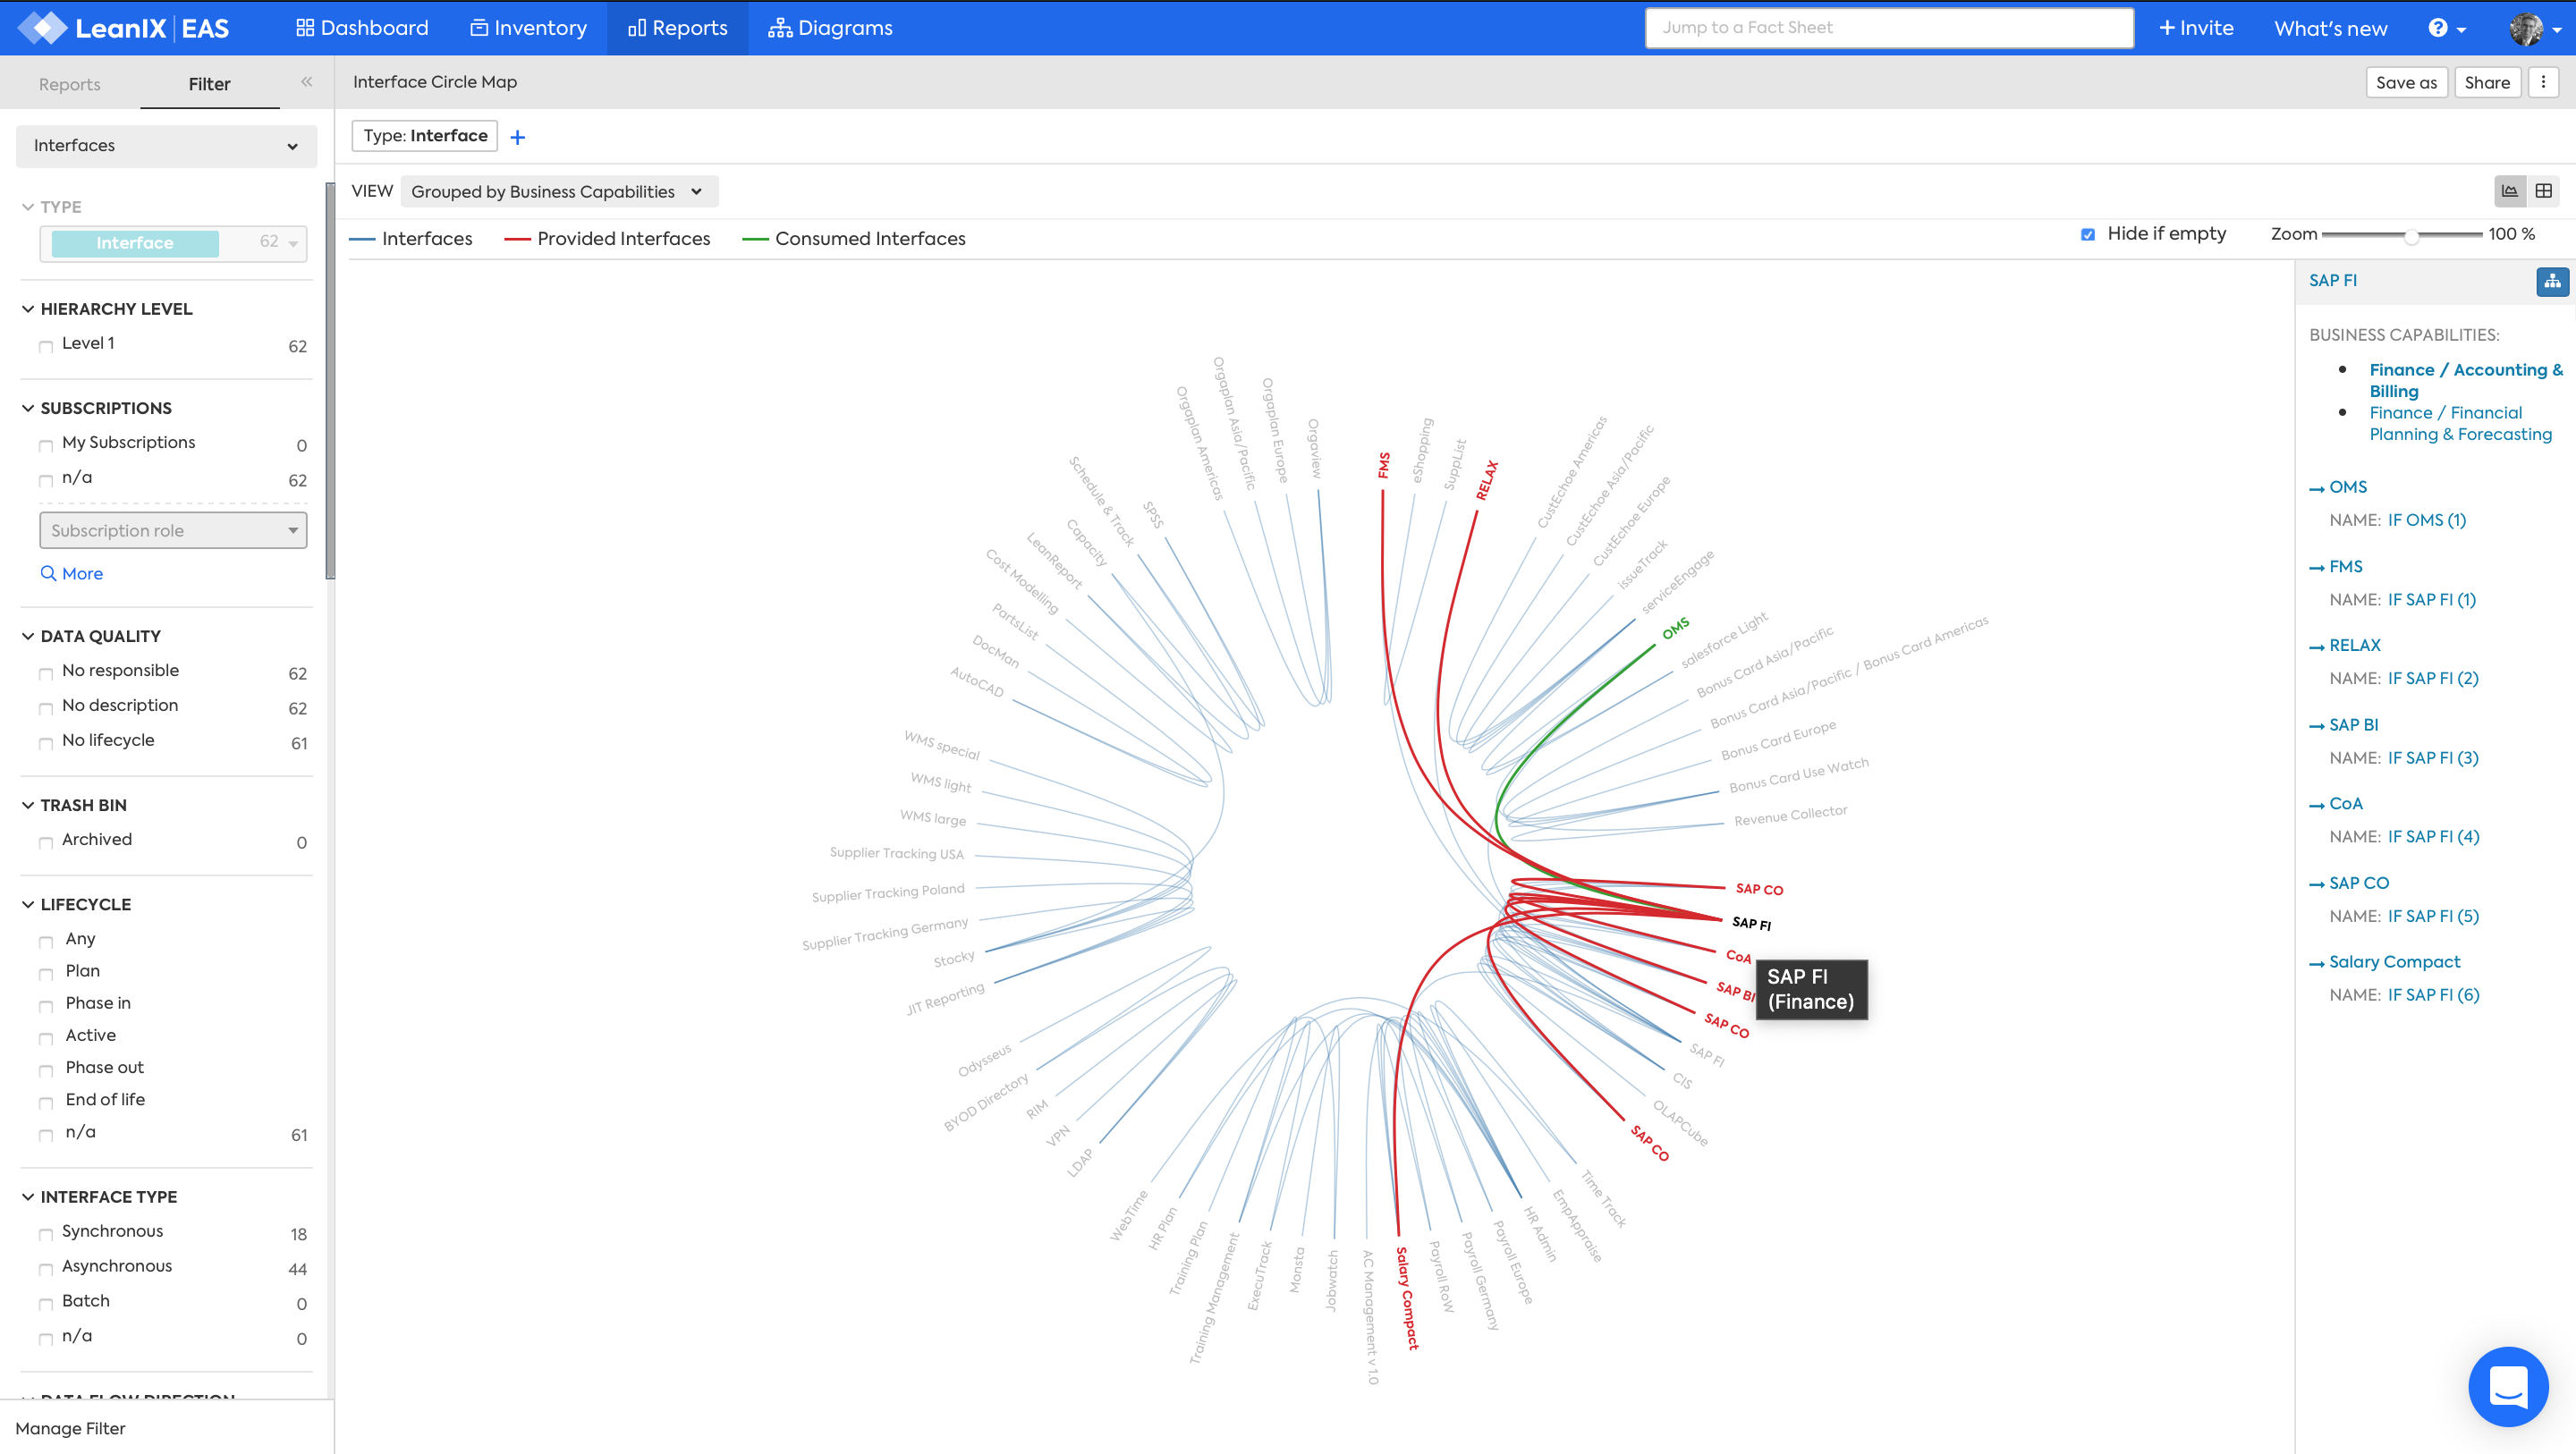 LeanIX EAS
Dashboard
Inventory
Reports
Diagrams
Jump to a Fact Sheet
+ Invite
What's new
Reports
Filter
«
Interface Circle Map
Save as
Share
Interfaces
Type: Interface +
VIEW Grouped by Business Capabilities
TYPE
Interface 62
HIERARCHY LEVEL
Level 1 62
SUBSCRIPTIONS
My Subscriptions 0
n/a 62
Subscription role
More
DATA QUALITY
No responsible 62
No description 62
No lifecycle 61
TRASH BIN
Archived 0
LIFECYCLE
Any
Plan
Phase in
Active
Phase out
End of life
n/a 61
INTERFACE TYPE
Synchronous 18
Asynchronous 44
Batch 0
n/a 0
DATA FLOW DIRECTION
Manage Filter
Interfaces
Provided Interfaces
Consumed Interfaces
Hide if empty
Zoom 100 %
FMS
eShopping
SuppList
RELAX
CustEchoe Americas
CustEchoe Asia/Pacific
CustEchoe Europe
issueTrack
serviceEngage
OMS
salesforce Light
Bonus Card Asia/Pacific
Bonus Card Asia/Pacific / Bonus Card Americas
Bonus Card Europe
Bonus Card Use Watch
Revenue Collector
SAP CO
SAP FI
CoA
SAP BI
SAP CO
SAP FI
CIS
OLAPCube
SAP CO
SAP FI
(Finance)
Time Track
EmpAppraise
HR Admin
Payroll Europe
Payroll Germany
Payroll RoW
Salary Compact
AC Management v 1.0
Jobwatch
Monsta
ExecuTrack
Training Management
Training Plan
HR Plan
WebTime
LDAP
VPN
RIM
BYOD Directory
Odysseus
JIT Reporting
Stocky
Supplier Tracking Germany
Supplier Tracking Poland
Supplier Tracking USA
WMS large
WMS light
WMS special
AutoCAD
DocMan
PartsList
Cost Modelling
LeanReport
Capacity
Schedule & Track
SPSS
Orgaplan Americas
Orgaplan Asia/Pacific
Orgaplan Europe
Orgaview
SAP FI
BUSINESS CAPABILITIES:
Finance / Accounting &
Billing
Finance / Financial
Planning & Forecasting
OMS
NAME: IF OMS (1)
FMS
NAME: IF SAP FI (1)
RELAX
NAME: IF SAP FI (2)
SAP BI
NAME: IF SAP FI (3)
CoA
NAME: IF SAP FI (4)
SAP CO
NAME: IF SAP FI (5)
Salary Compact
NAME: IF SAP FI (6)